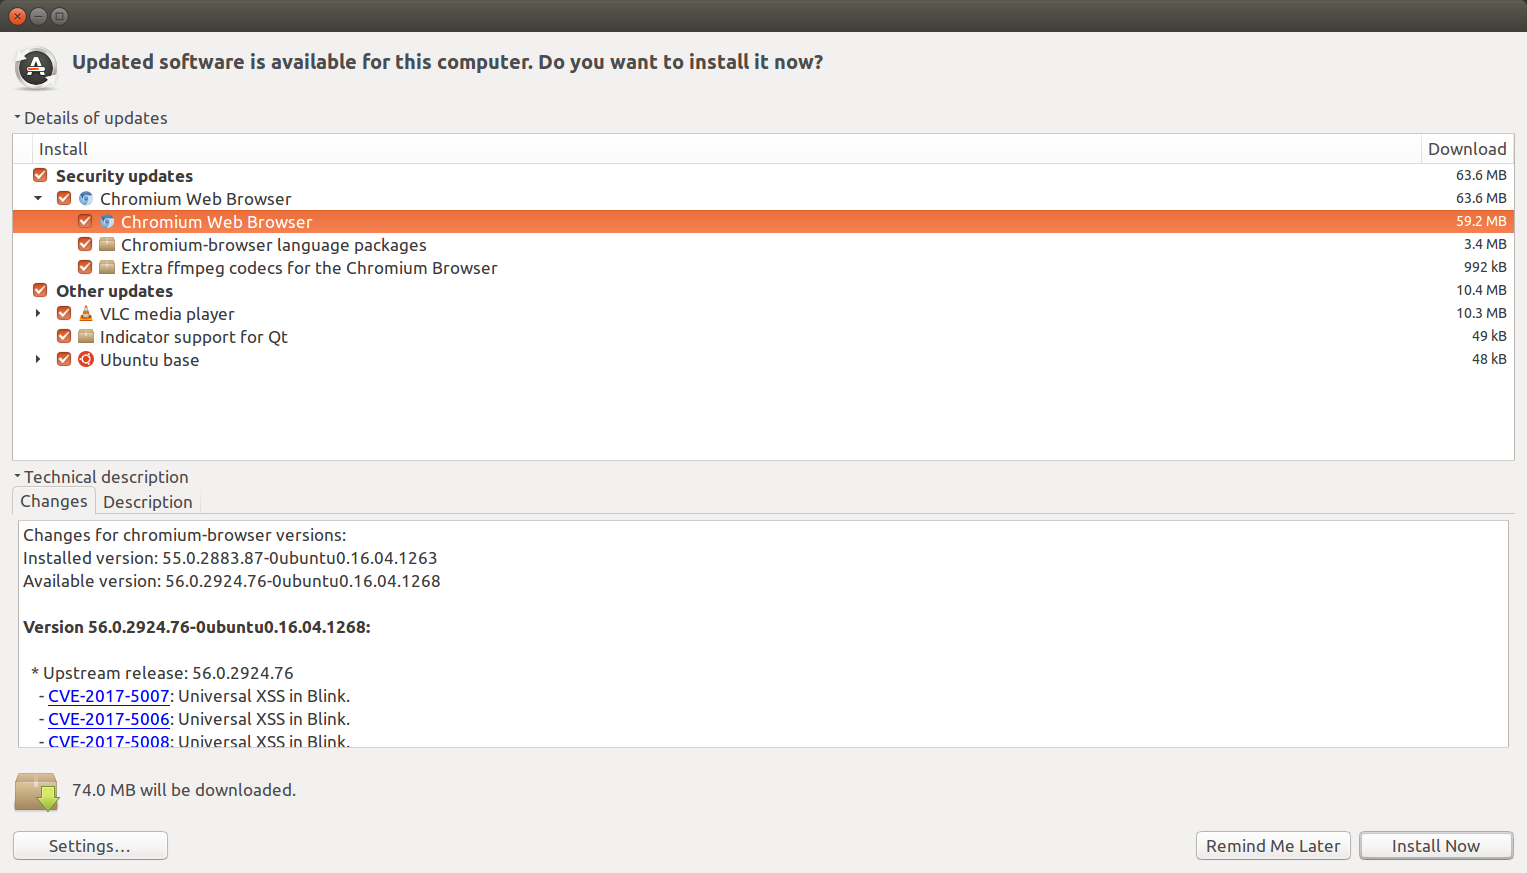 Updated software is available for this computer. Do you want to install it now?
Details of updates
Install Download
Security updates 63.6 MB
Chromium Web Browser 63.6 MB
Chromium Web Browser 59.2 MB
Chromium-browser language packages 3.4 MB
Extra ffmpeg codecs for the Chromium Browser 992 kB
Other updates 10.4 MB
VLC media player 10.3 MB
Indicator support for Qt 49 kB
Ubuntu base 48 kB
Technical description
Changes Description
Changes for chromium-browser versions:
Installed version: 55.0.2883.87-0ubuntu0.16.04.1263
Available version: 56.0.2924.76-0ubuntu0.16.04.1268
Version 56.0.2924.76-0ubuntu0.16.04.1268:
* Upstream release: 56.0.2924.76
- CVE-2017-5007: Universal XSS in Blink.
- CVE-2017-5006: Universal XSS in Blink.
- CVE-2017-5008: Universal XSS in Blink.
74.0 MB will be downloaded.
Settings… Remind Me Later Install Now